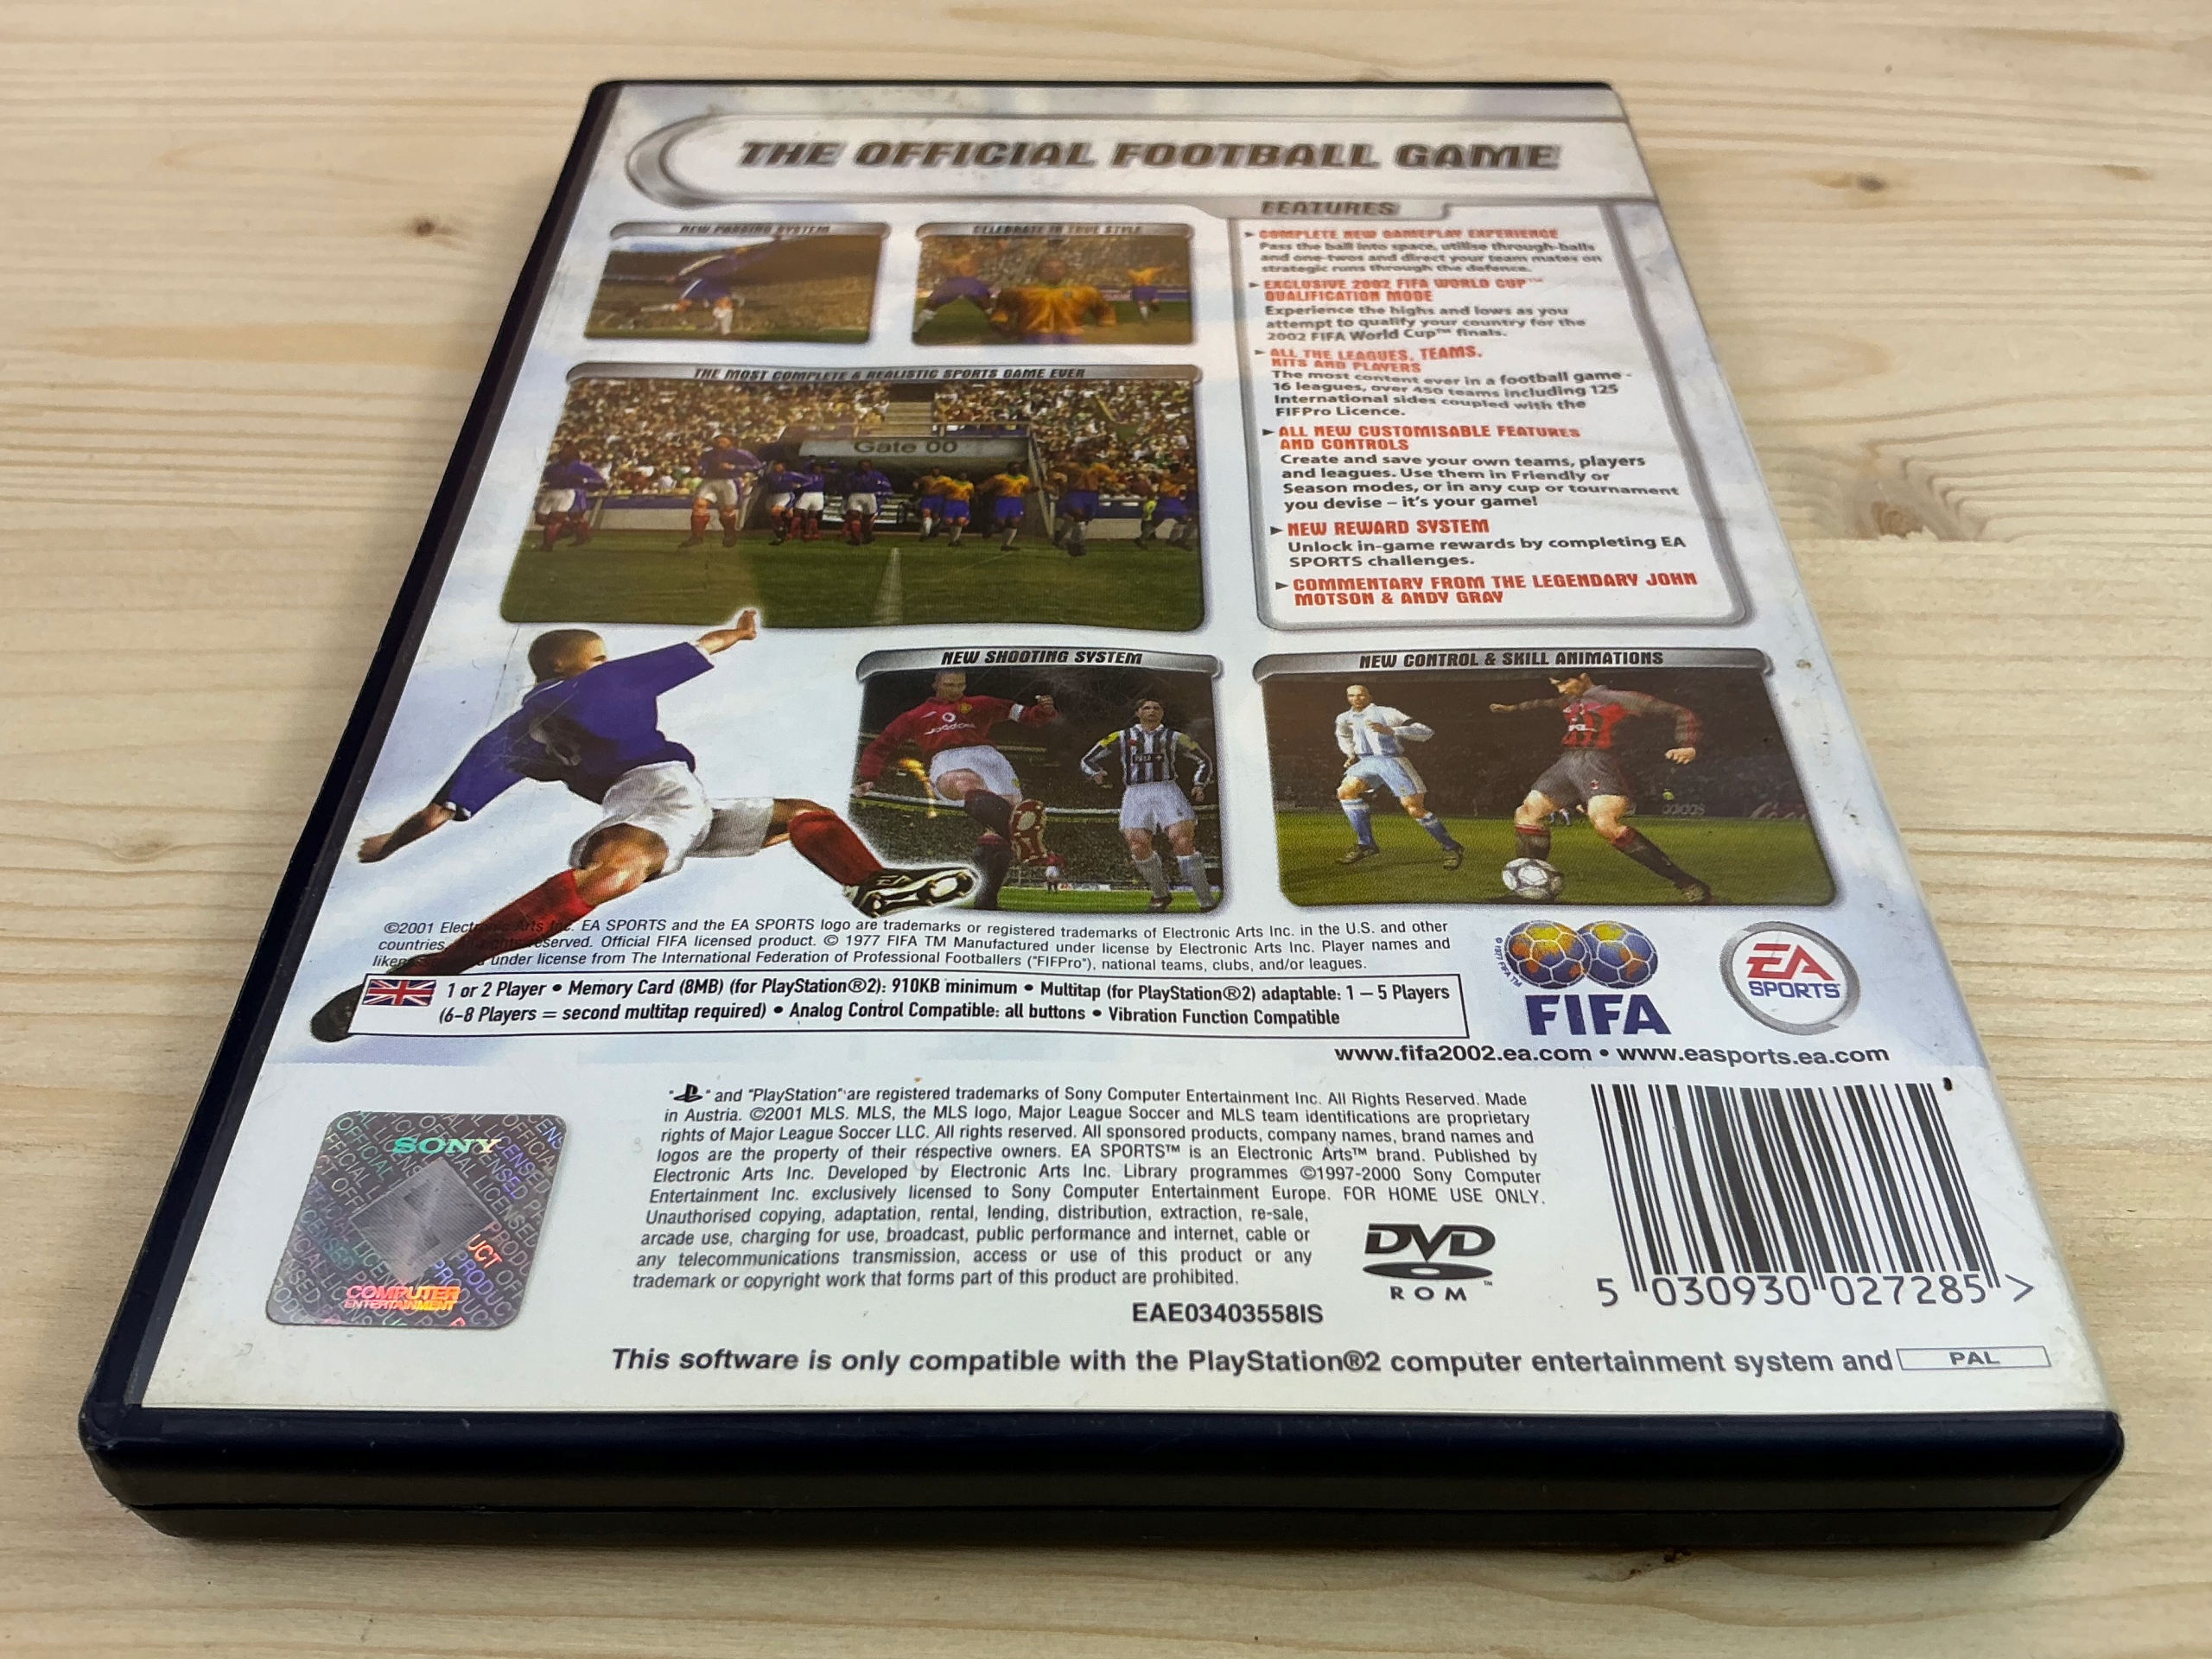 THE OFFICIAL FOOTBALL GAME
NEW PASSING SYSTEM
CELEBRATE IN TRUE STYLE
THE MOST COMPLETE & REALISTIC SPORTS GAME EVER
Gate 00
FEATURES
► COMPLETE NEW GAMEPLAY EXPERIENCE
Pass the ball into space, utilise through-balls
and one-twos and direct your team mates on
strategic runs through the defence.
► EXCLUSIVE 2002 FIFA WORLD CUP™
QUALIFICATION MODE
Experience the highs and lows as you
attempt to qualify your country for the
2002 FIFA World Cup™ finals.
► ALL THE LEAGUES, TEAMS,
KITS AND PLAYERS
The most content ever in a football game -
16 leagues, over 450 teams including 125
International sides coupled with the
FIFPro Licence.
► ALL NEW CUSTOMISABLE FEATURES
AND CONTROLS
Create and save your own teams, players
and leagues. Use them in Friendly or
Season modes, or in any cup or tournament
you devise – it's your game!
► NEW REWARD SYSTEM
Unlock in-game rewards by completing EA
SPORTS challenges.
► COMMENTARY FROM THE LEGENDARY JOHN
MOTSON & ANDY GRAY
NEW SHOOTING SYSTEM
vodafone
NEW CONTROL & SKILL ANIMATIONS
adidas
©2001 Electronic Arts Inc. EA SPORTS and the EA SPORTS logo are trademarks or registered trademarks of Electronic Arts Inc. in the U.S. and other
countries. rights reserved. Official FIFA licensed product. © 1977 FIFA TM Manufactured under license by Electronic Arts Inc. Player names and
under license from The International Federation of Professional Footballers ("FIFPro"), national teams, clubs, and/or leagues.
1 or 2 Player • Memory Card (8MB) (for PlayStation®2): 910KB minimum • Multitap (for PlayStation®2) adaptable: 1 – 5 Players
(6–8 Players = second multitap required) • Analog Control Compatible: all buttons • Vibration Function Compatible
© 1977 FIFA TM
FIFA
EA
SPORTS
www.fifa2002.ea.com • www.easports.ea.com
" " and "PlayStation" are registered trademarks of Sony Computer Entertainment Inc. All Rights Reserved. Made
in Austria. ©2001 MLS. MLS, the MLS logo, Major League Soccer and MLS team identifications are proprietary
rights of Major League Soccer LLC. All rights reserved. All sponsored products, company names, brand names and
logos are the property of their respective owners. EA SPORTS™ is an Electronic Arts™ brand. Published by
Electronic Arts Inc. Developed by Electronic Arts Inc. Library programmes ©1997-2000 Sony Computer
Entertainment Inc. exclusively licensed to Sony Computer Entertainment Europe. FOR HOME USE ONLY.
Unauthorised copying, adaptation, rental, lending, distribution, extraction, re-sale,
arcade use, charging for use, broadcast, public performance and internet, cable or
any telecommunications transmission, access or use of this product or any
trademark or copyright work that forms part of this product are prohibited.
EAE03403558IS
SONY
COMPUTER
ENTERTAINMENT
DVD
ROM
5 030930 027285 >
This software is only compatible with the PlayStation®2 computer entertainment system and PAL